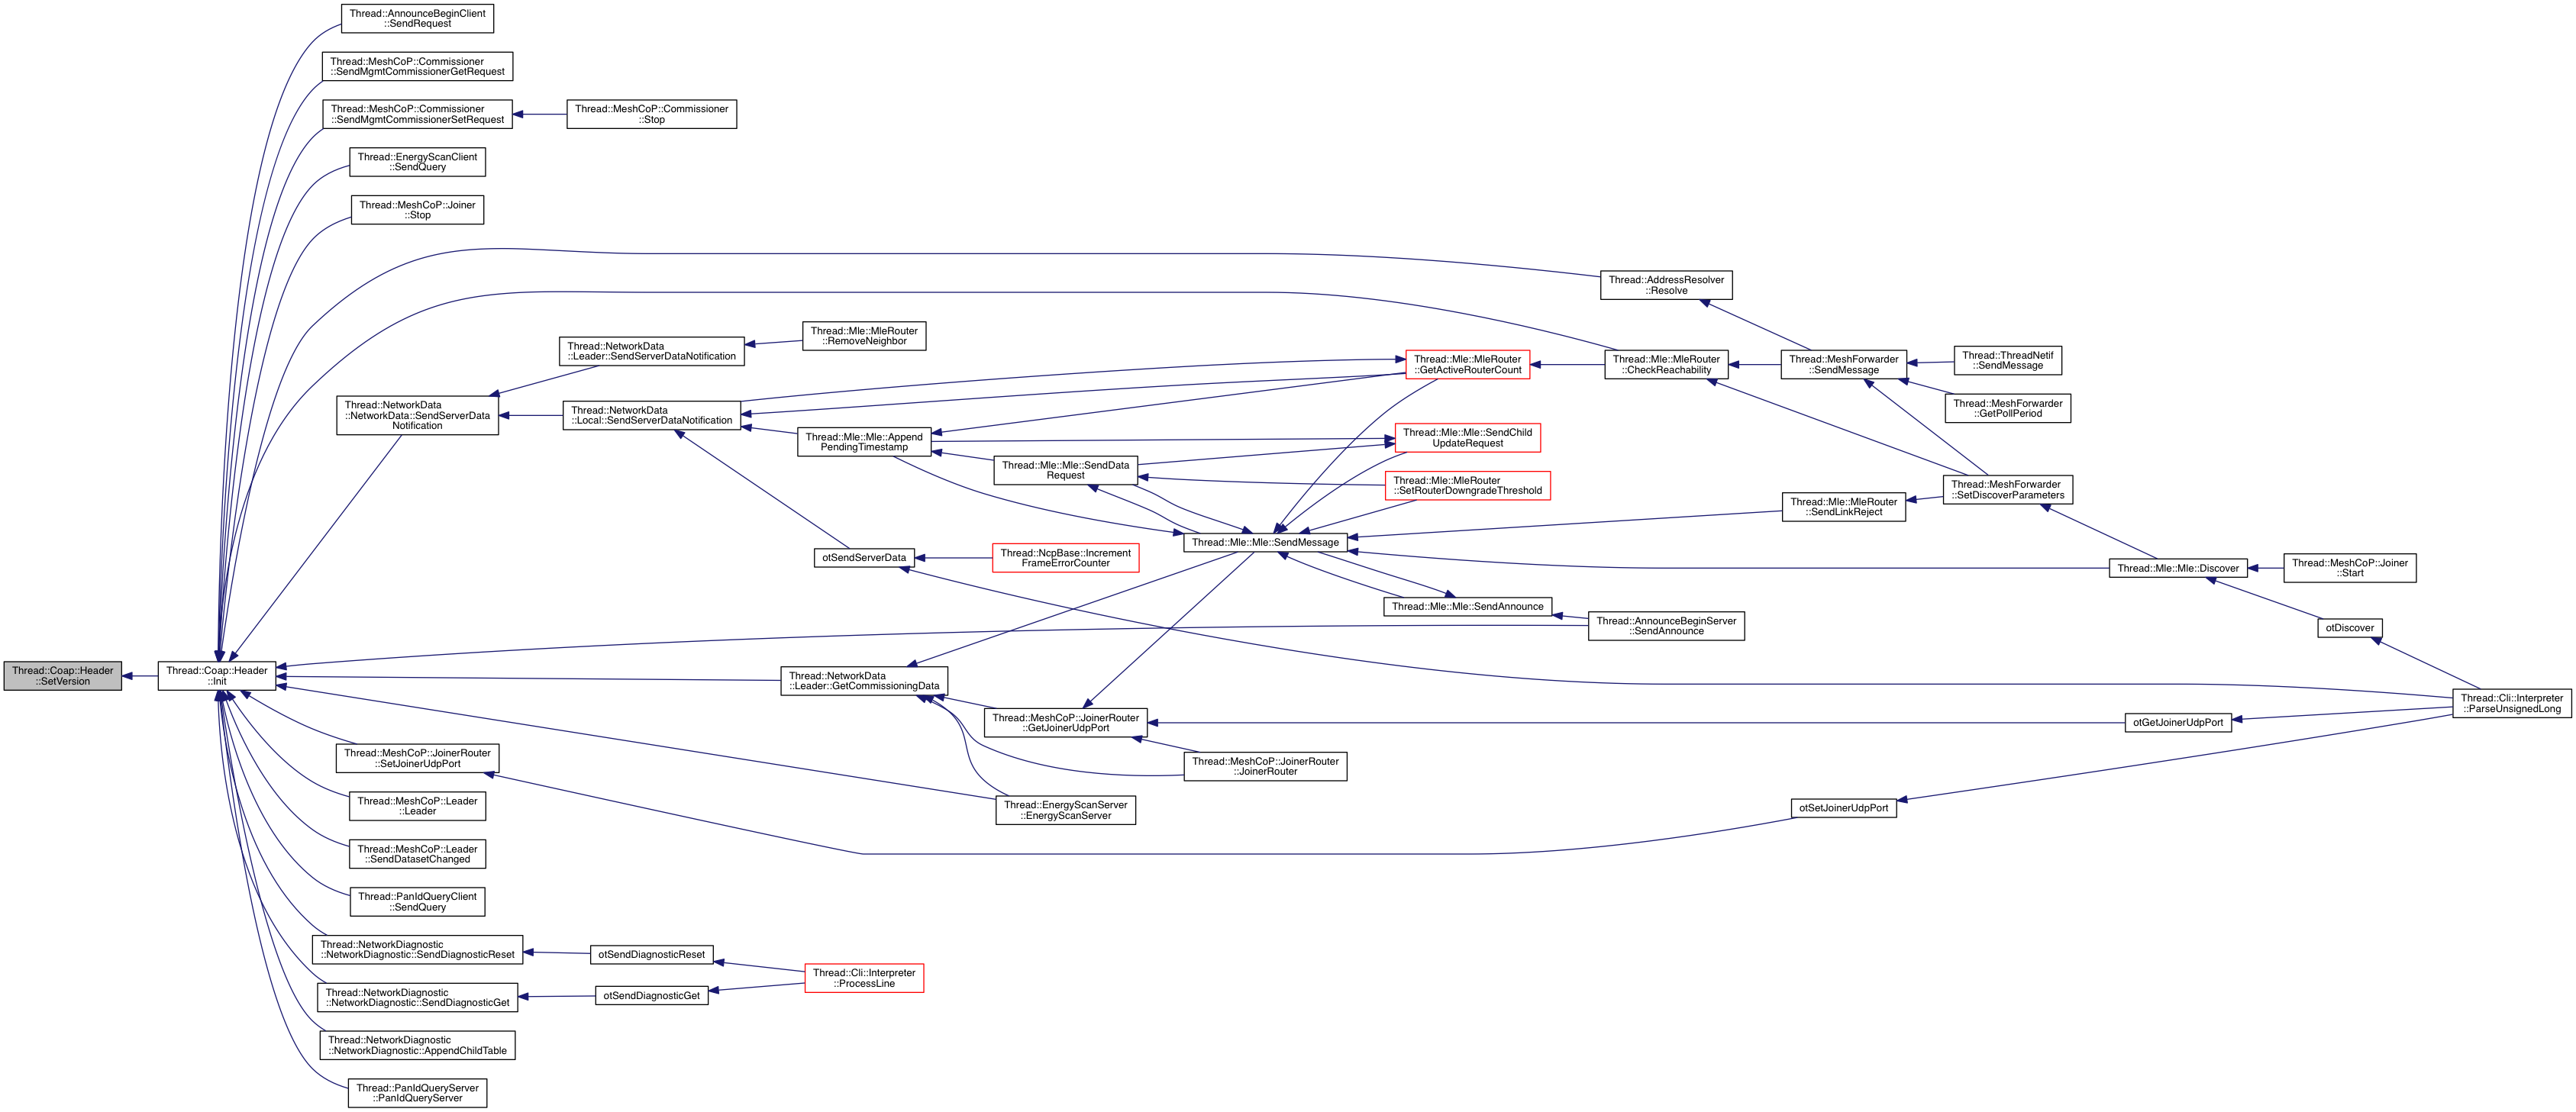 Thread::AnnounceBeginClient
::SendRequest
Thread::MeshCoP::Commissioner
::SendMgmtCommissionerGetRequest
Thread::MeshCoP::Commissioner
::SendMgmtCommissionerSetRequest
Thread::MeshCoP::Commissioner
::Stop
Thread::EnergyScanClient
::SendQuery
Thread::MeshCoP::Joiner
::Stop
Thread::AddressResolver
::Resolve
Thread::Mle::MleRouter
::RemoveNeighbor
Thread::NetworkData
::Leader::SendServerDataNotification
Thread::Mle::MleRouter
::GetActiveRouterCount
Thread::Mle::MleRouter
::CheckReachability
Thread::MeshForwarder
::SendMessage
Thread::ThreadNetif
::SendMessage
Thread::MeshForwarder
::GetPollPeriod
Thread::NetworkData
::NetworkData::SendServerData
Notification
Thread::NetworkData
::Local::SendServerDataNotification
Thread::Mle::Mle::Append
PendingTimestamp
Thread::Mle::Mle::SendChild
UpdateRequest
Thread::Mle::Mle::SendData
Request
Thread::Mle::MleRouter
::SetRouterDowngradeThreshold
Thread::MeshForwarder
::SetDiscoverParameters
Thread::Mle::MleRouter
::SendLinkReject
Thread::Mle::Mle::SendMessage
otSendServerData
Thread::NcpBase::Increment
FrameErrorCounter
Thread::Mle::Mle::Discover
Thread::MeshCoP::Joiner
::Start
Thread::Mle::Mle::SendAnnounce
Thread::AnnounceBeginServer
::SendAnnounce
otDiscover
Thread::Coap::Header
::SetVersion
Thread::Coap::Header
::Init
Thread::NetworkData
::Leader::GetCommissioningData
Thread::Cli::Interpreter
::ParseUnsignedLong
Thread::MeshCoP::JoinerRouter
::GetJoinerUdpPort
otGetJoinerUdpPort
Thread::MeshCoP::JoinerRouter
::SetJoinerUdpPort
Thread::MeshCoP::JoinerRouter
::JoinerRouter
Thread::MeshCoP::Leader
::Leader
Thread::EnergyScanServer
::EnergyScanServer
otSetJoinerUdpPort
Thread::MeshCoP::Leader
::SendDatasetChanged
Thread::PanIdQueryClient
::SendQuery
Thread::NetworkDiagnostic
::NetworkDiagnostic::SendDiagnosticReset
otSendDiagnosticReset
Thread::Cli::Interpreter
::ProcessLine
Thread::NetworkDiagnostic
::NetworkDiagnostic::SendDiagnosticGet
otSendDiagnosticGet
Thread::NetworkDiagnostic
::NetworkDiagnostic::AppendChildTable
Thread::PanIdQueryServer
::PanIdQueryServer